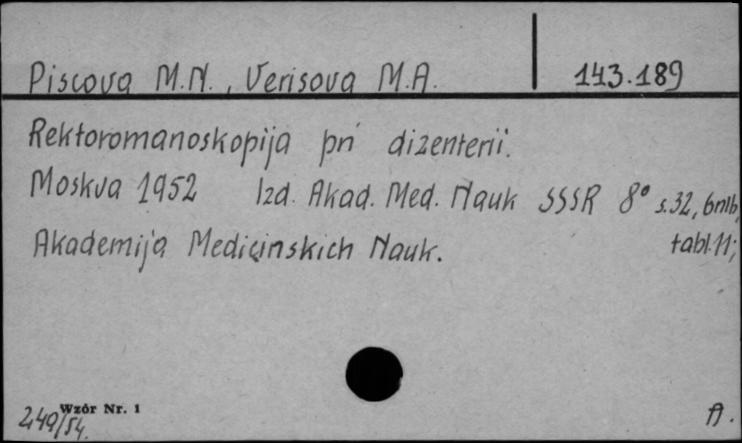 Piscova M.N., Verisova M.A. 143.189
Rektoromanoskopija pri dizenterii.
Moskva 1952 Izd. Akad. Med. Nauk SSSR 8° s.32, 6nlb,
Akademija Medicinskich Nauk. tabl.11;
Wzór Nr. 1
249/54. A.